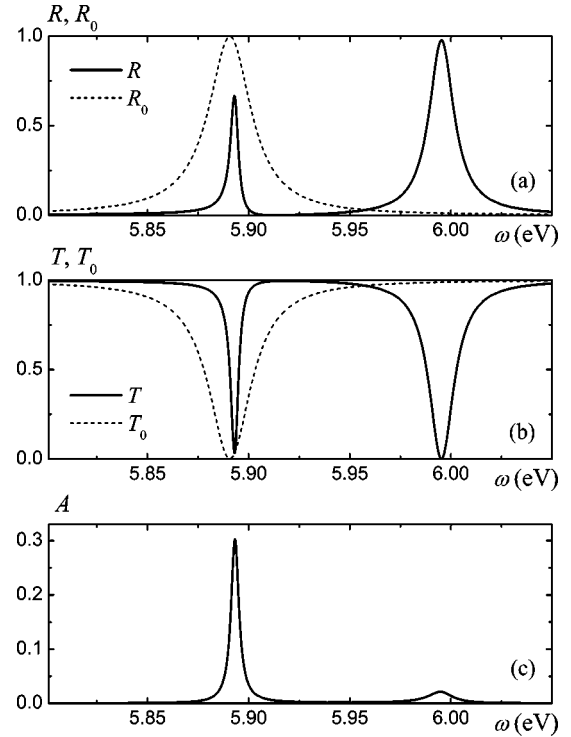 R, R₀
1.0
R
R₀
0.5
(a)
0.0
5.85 5.90 5.95 6.00
ω (eV)
T, T₀
1.0
0.5
T
T₀
(b)
0.0
5.85 5.90 5.95 6.00
ω (eV)
A
0.3
0.2
0.1
(c)
0.0
5.85 5.90 5.95 6.00
ω (eV)